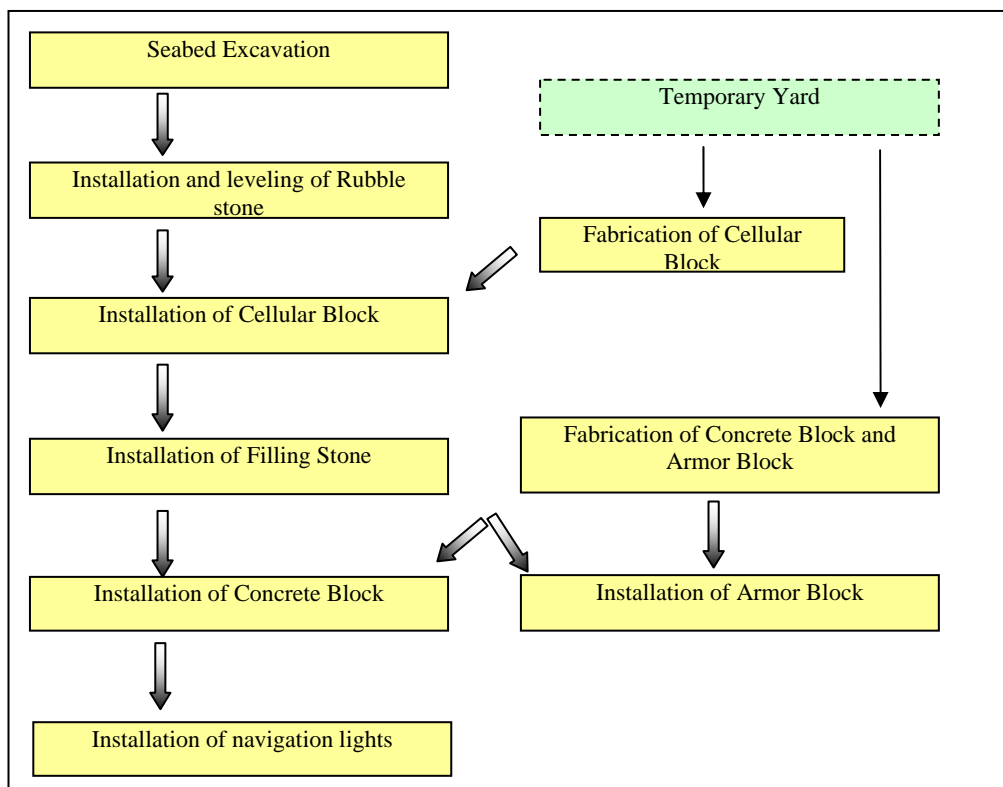 Seabed Excavation
Temporary Yard
Installation and leveling of Rubble
stone
Fabrication of Cellular
Block
Installation of Cellular Block
Installation of Filling Stone
Fabrication of Concrete Block and
Armor Block
Installation of Concrete Block
Installation of Armor Block
Installation of navigation lights